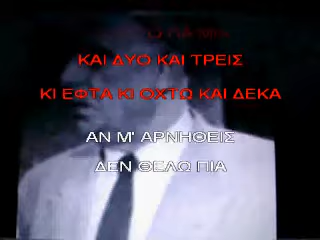 ΚΑΙ ΔΥΟ ΚΑΙ ΤΡΕΙΣ
ΚΙ ΕΦΤΑ ΚΙ ΟΧΤΩ ΚΑΙ ΔΕΚΑ
ΑΝ Μ' ΑΡΝΗΘΕΙΣ
ΔΕΝ ΘΕΛΩ ΠΙΑ